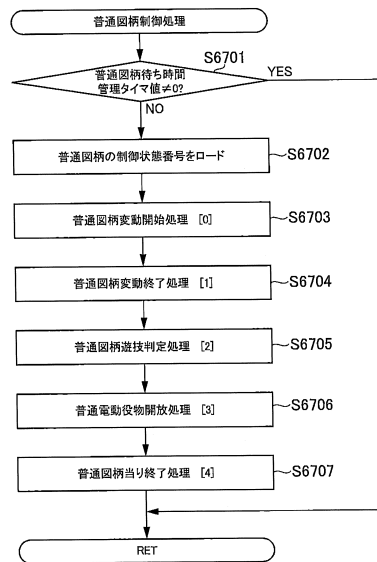 普通図柄制御処理
S6701
普通図柄待ち時間
管理タイマ値≠0?
YES
NO
普通図柄の制御状態番号をロード
S6702
普通図柄変動開始処理 [0]
S6703
普通図柄変動終了処理 [1]
S6704
普通図柄遊技判定処理 [2]
S6705
普通電動役物開放処理 [3]
S6706
普通図柄当り終了処理 [4]
S6707
RET